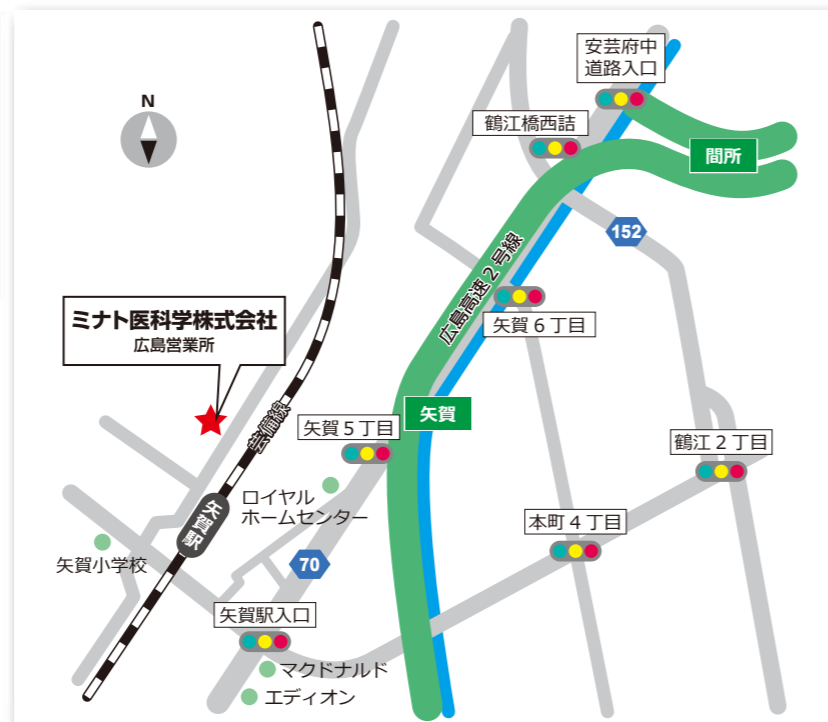 安芸府中
道路入口
N
鶴江橋西詰
間所
152
広島高速2号線
矢賀6丁目
ミナト医科学株式会社
広島営業所
芸備線
矢賀
矢賀5丁目
鶴江2丁目
ロイヤル
ホームセンター
矢賀駅
本町4丁目
矢賀小学校
70
矢賀駅入口
マクドナルド
エディオン